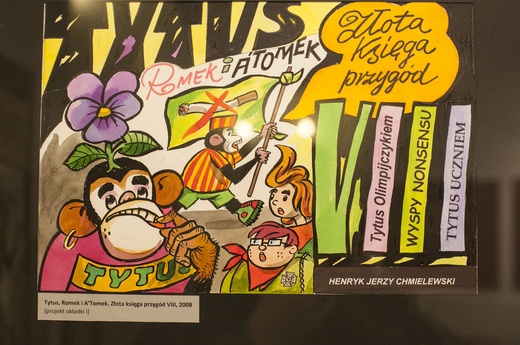 TYTUS
ROMEK i A'TOMEK
Złota
Księga
przygód
VIII
Tytus Olimpijczykiem
WYSPY NONSENSU
TYTUS UCZNIEM
TYTUS
HENRYK JERZY CHMIELEWSKI
Tytus, Romek i A'Tomek. Złota księga przygód VIII, 2008
[projekt okładki I]